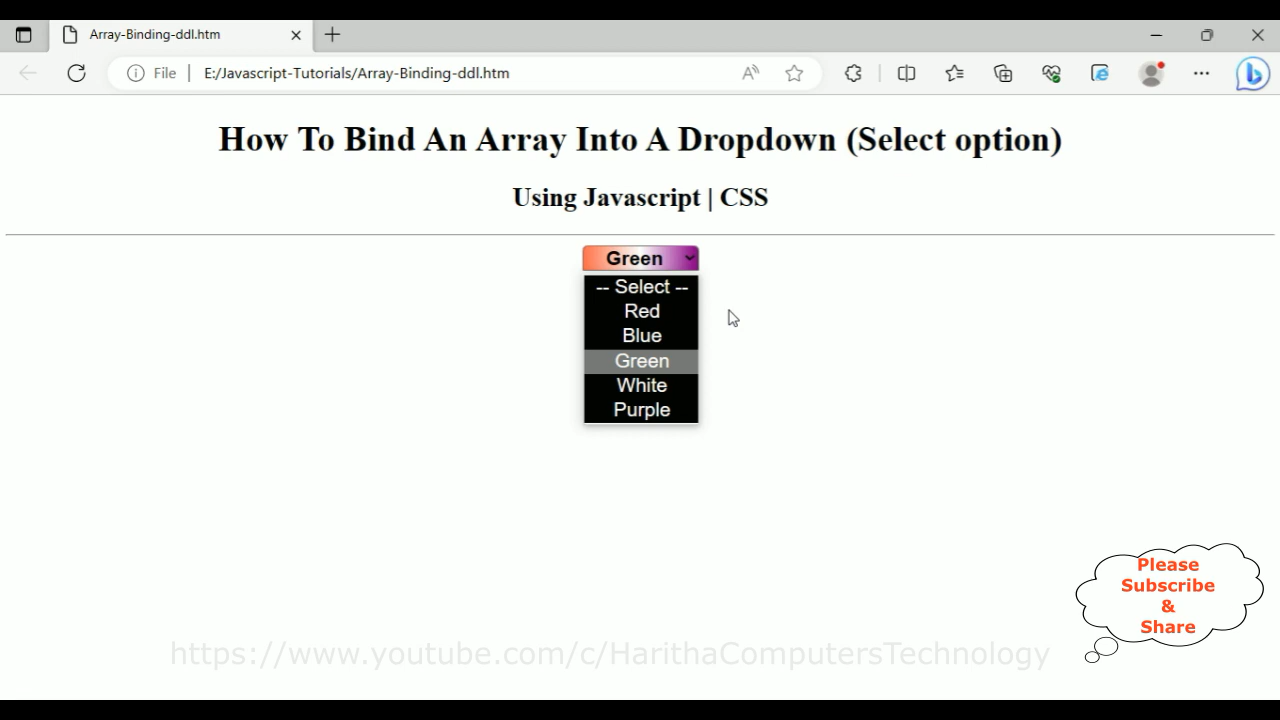 Array-Binding-ddl.htm
File
E:/Javascript-Tutorials/Array-Binding-ddl.htm
How To Bind An Array Into A Dropdown (Select option)
Using Javascript | CSS
Green
-- Select --
Red
Blue
Green
White
Purple
Please
Subscribe
&
Share
https://www.youtube.com/c/HarithaComputersTechnology